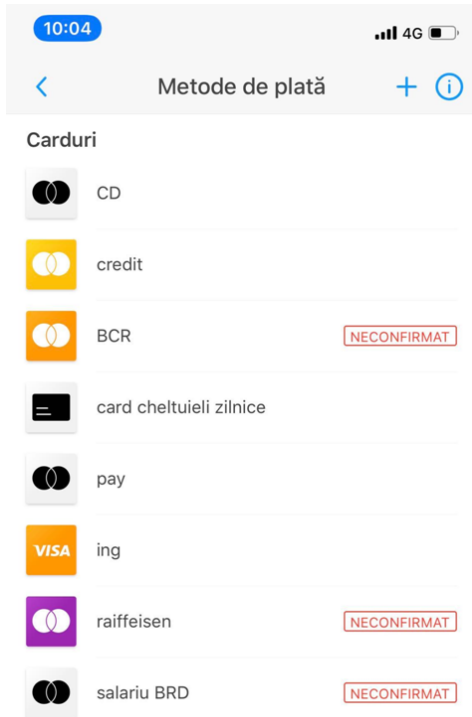 10:04
4G
Metode de plată
Carduri
CD
credit
BCR NECONFIRMAT
card cheltuieli zilnice
pay
VISA ing
raiffeisen NECONFIRMAT
salariu BRD NECONFIRMAT